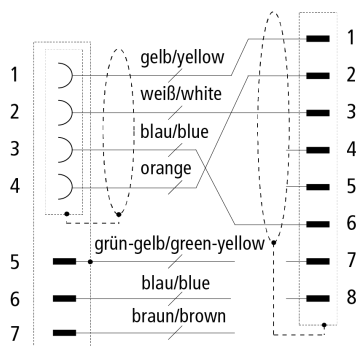 1
gelb/yellow
1
2
weiß/white
2
3
blau/blue
3
4
orange
4
5
6
5
grün-gelb/green-yellow
7
6
blau/blue
8
7
braun/brown